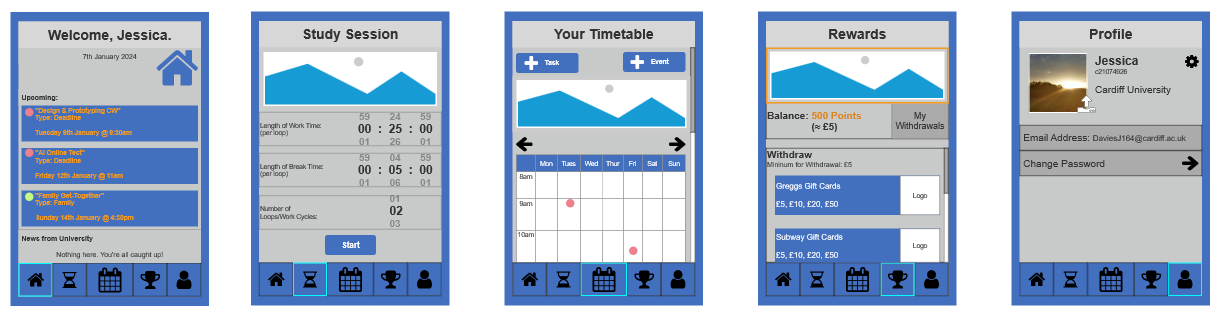 Welcome, Jessica.
7th January 2024
Upcoming:
"Design & Prototyping CW"
Type: Deadline
Tuesday 9th January @ 9:30am
"AI Online Test"
Type: Deadline
Friday 12th January @ 11am
"Family Get-Together"
Type: Family
Sunday 14th January @ 4:30pm
News from University
Nothing here. You're all caught up!
Study Session
Length of Work Time:
(per loop)
59 24 59
00 : 25 : 00
01 26 01
Length of Break Time:
(per loop)
59 04 59
00 : 05 : 00
01 06 01
Number of
Loops/Work Cycles:
01
02
03
Start
Your Timetable
Task
Event
Mon Tues Wed Thur Fri Sat Sun
8am
9am
10am
Rewards
Balance: 500 Points
(≈ £5)
My
Withdrawals
Withdraw
Mininum for Withdrawal: £5
Greggs Gift Cards
£5, £10, £20, £50
Logo
Subway Gift Cards
£5, £10, £20, £50
Logo
Profile
Jessica
c21074926
Cardiff University
Email Address: DaviesJ164@cardiff.ac.uk
Change Password